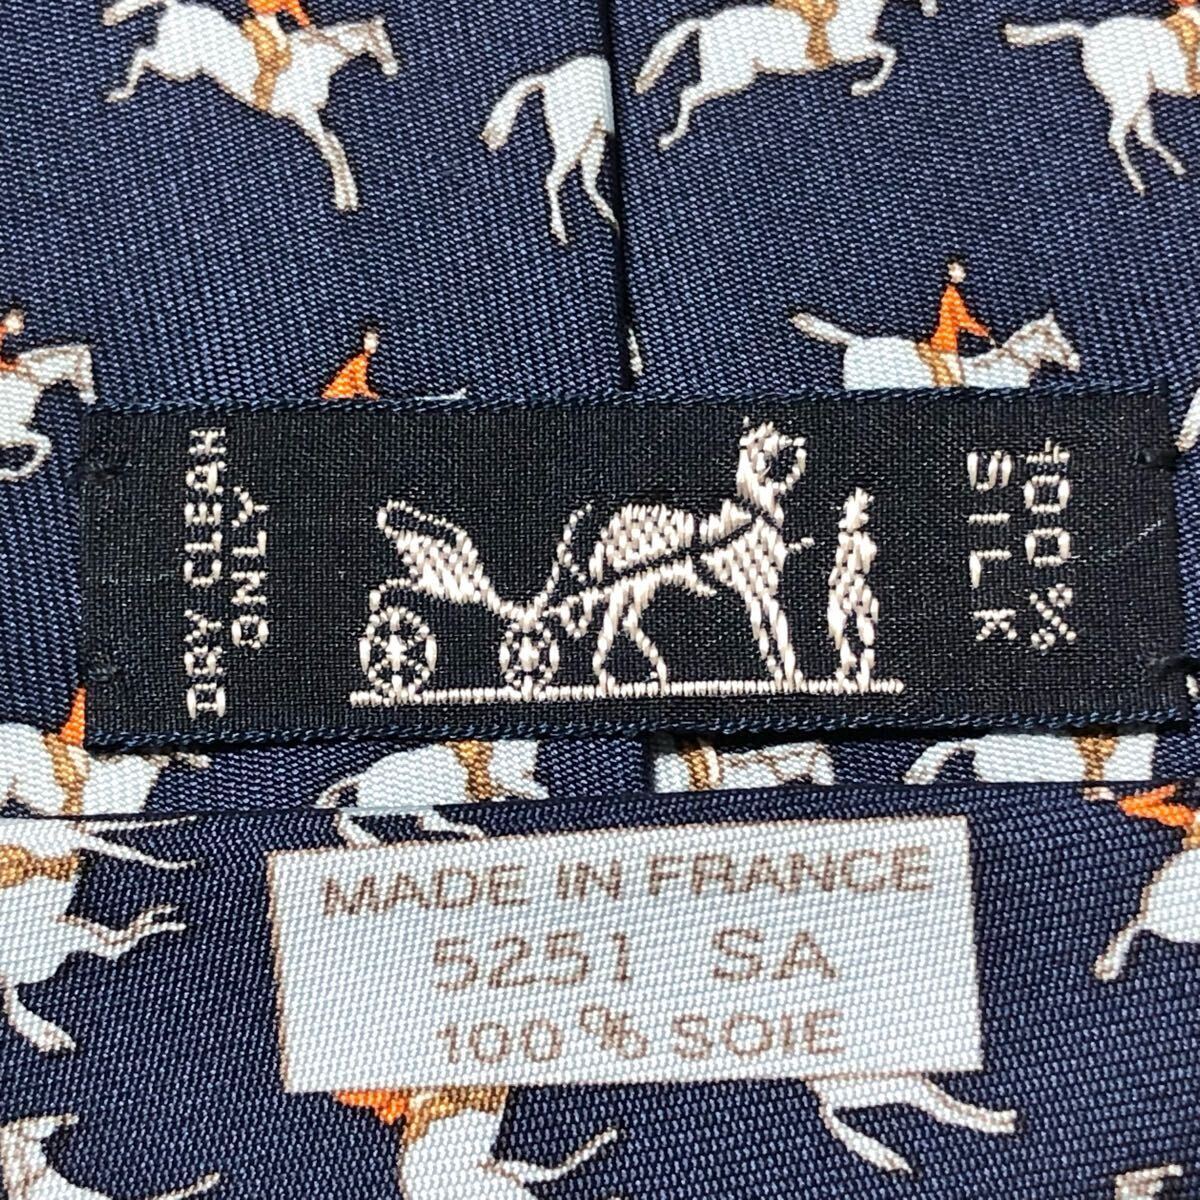 DRY CLEAN
ONLY
100%
SILK
MADE IN FRANCE
5251 SA
100% SOIE